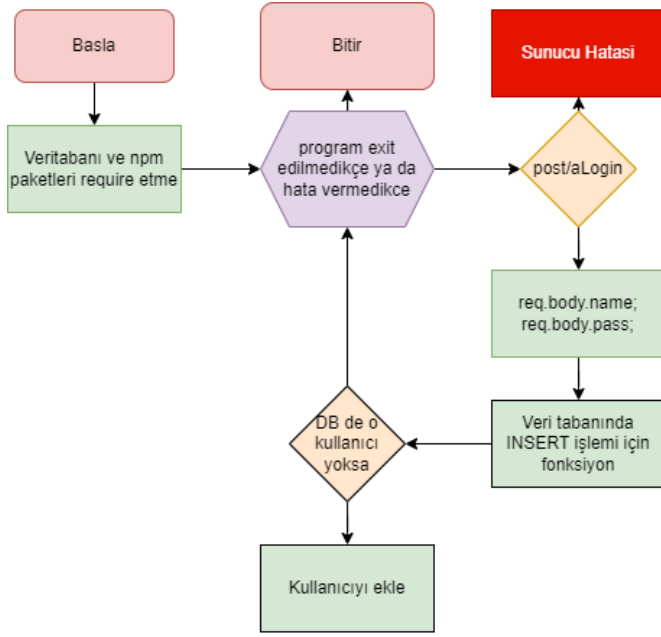 Basla
Veritabanı ve npm
paketleri require etme
Bitir
program exit
edilmedikçe ya da
hata vermedikce
Sunucu Hatasi
post/aLogin
req.body.name;
req.body.pass;
Veri tabanında
INSERT işlemi için
fonksiyon
DB de o
kullanıcı
yoksa
Kullanıcıyı ekle